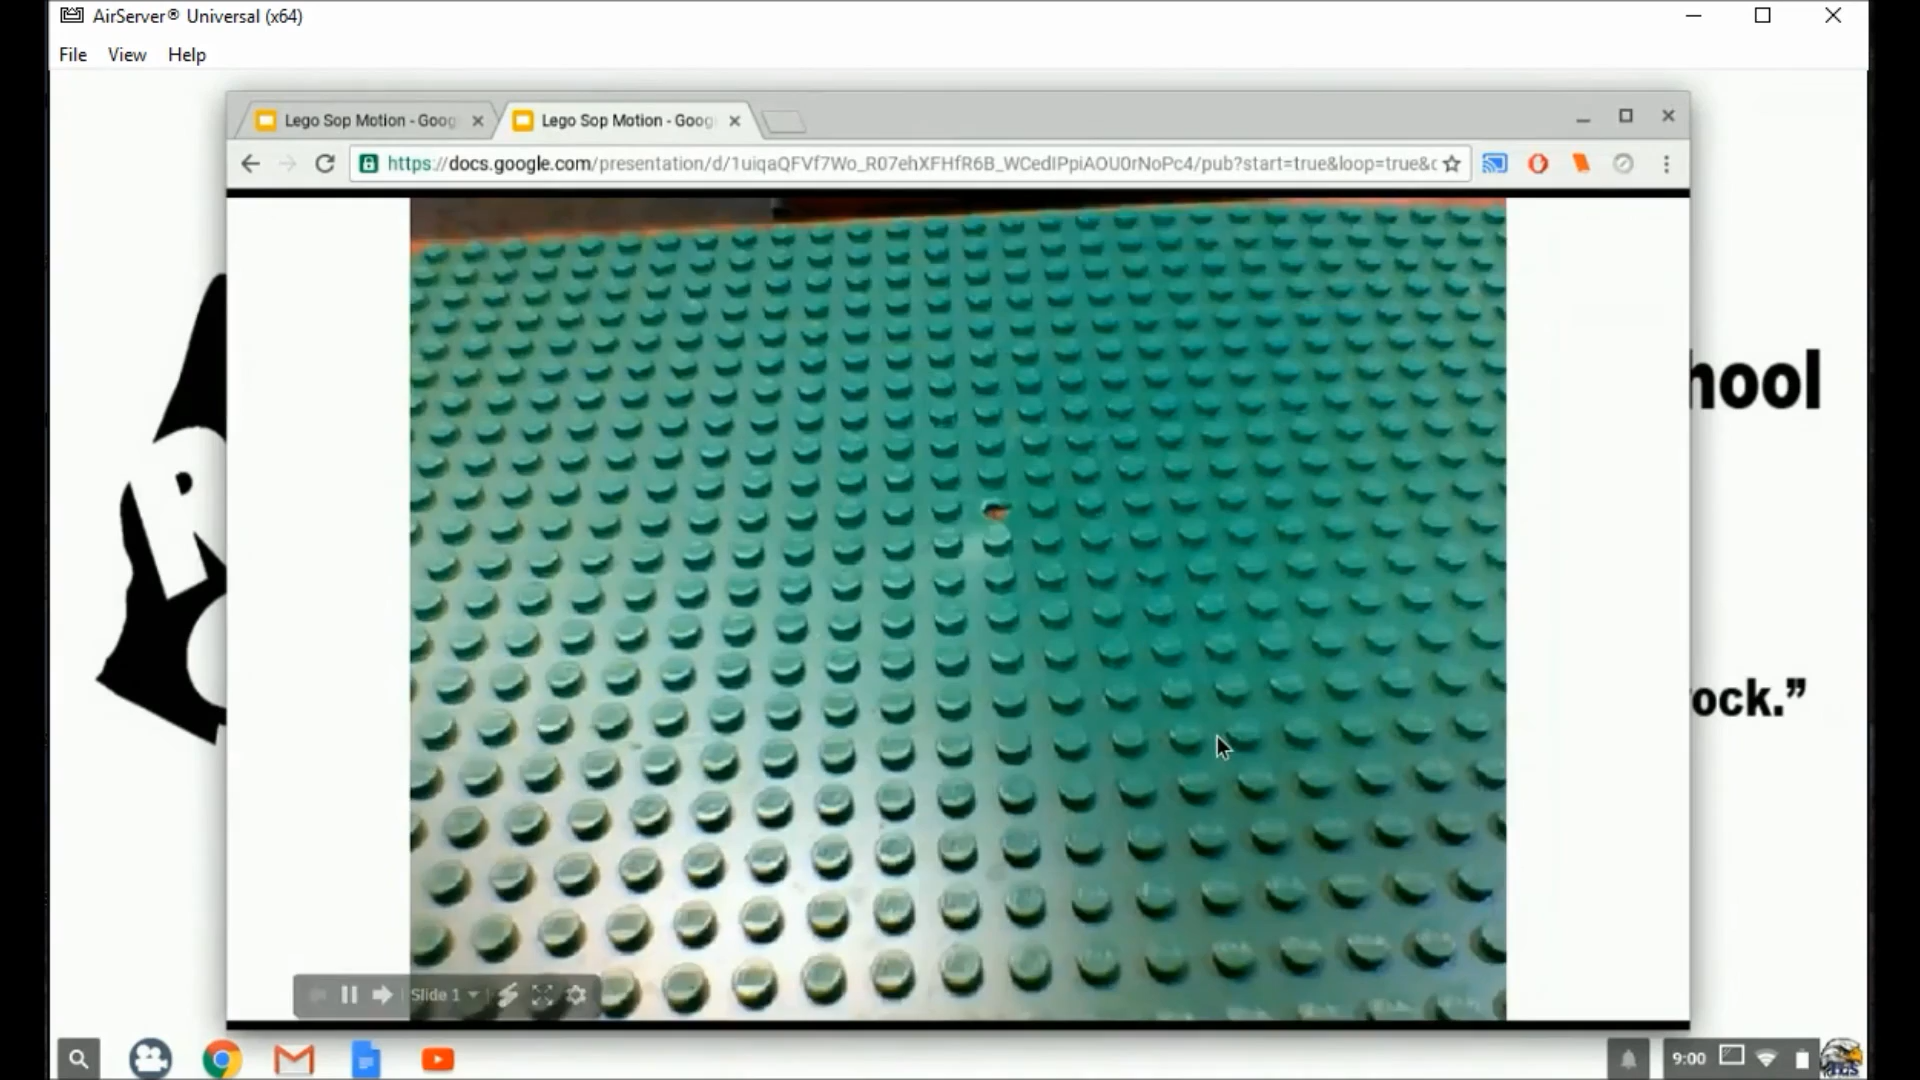 AirServer® Universal (x64)
File View Help
Lego Sop Motion - Goog
Lego Sop Motion - Goog
https://docs.google.com/presentation/d/1uiqaQFVf7Wo_R07ehXFHfR6B_WCedIPpiAOU0rNoPc4/pub?start=true&loop=true&
hool
ock.”
Slide 1
9:00